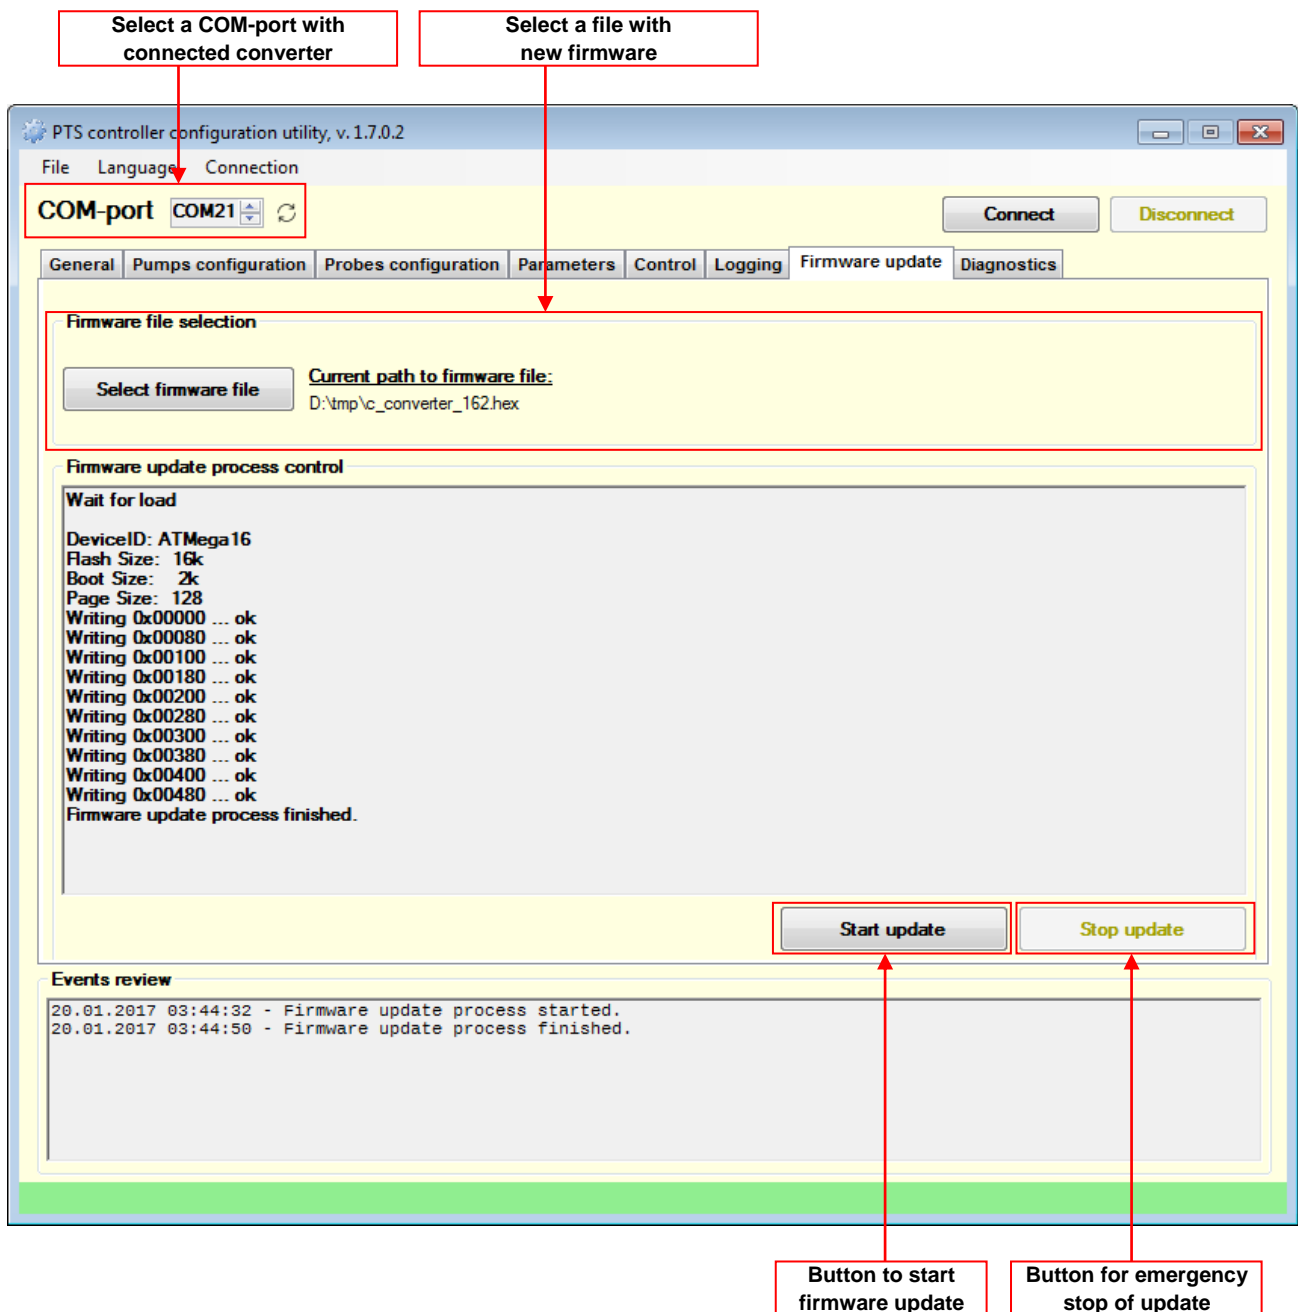 Select a COM-port with
connected converter
Select a file with
new firmware
PTS controller configuration utility, v. 1.7.0.2
File Language Connection
COM-port COM21
Connect Disconnect
General Pumps configuration Probes configuration Parameters Control Logging Firmware update Diagnostics
Firmware file selection
Select firmware file
Current path to firmware file:
D:\tmp\c_converter_162.hex
Firmware update process control
Wait for load
DeviceID: ATMega16
Flash Size: 16k
Boot Size: 2k
Page Size: 128
Writing 0x00000 ... ok
Writing 0x00080 ... ok
Writing 0x00100 ... ok
Writing 0x00180 ... ok
Writing 0x00200 ... ok
Writing 0x00280 ... ok
Writing 0x00300 ... ok
Writing 0x00380 ... ok
Writing 0x00400 ... ok
Writing 0x00480 ... ok
Firmware update process finished.
Start update Stop update
Events review
20.01.2017 03:44:32 - Firmware update process started.
20.01.2017 03:44:50 - Firmware update process finished.
Button to start
firmware update
Button for emergency
stop of update